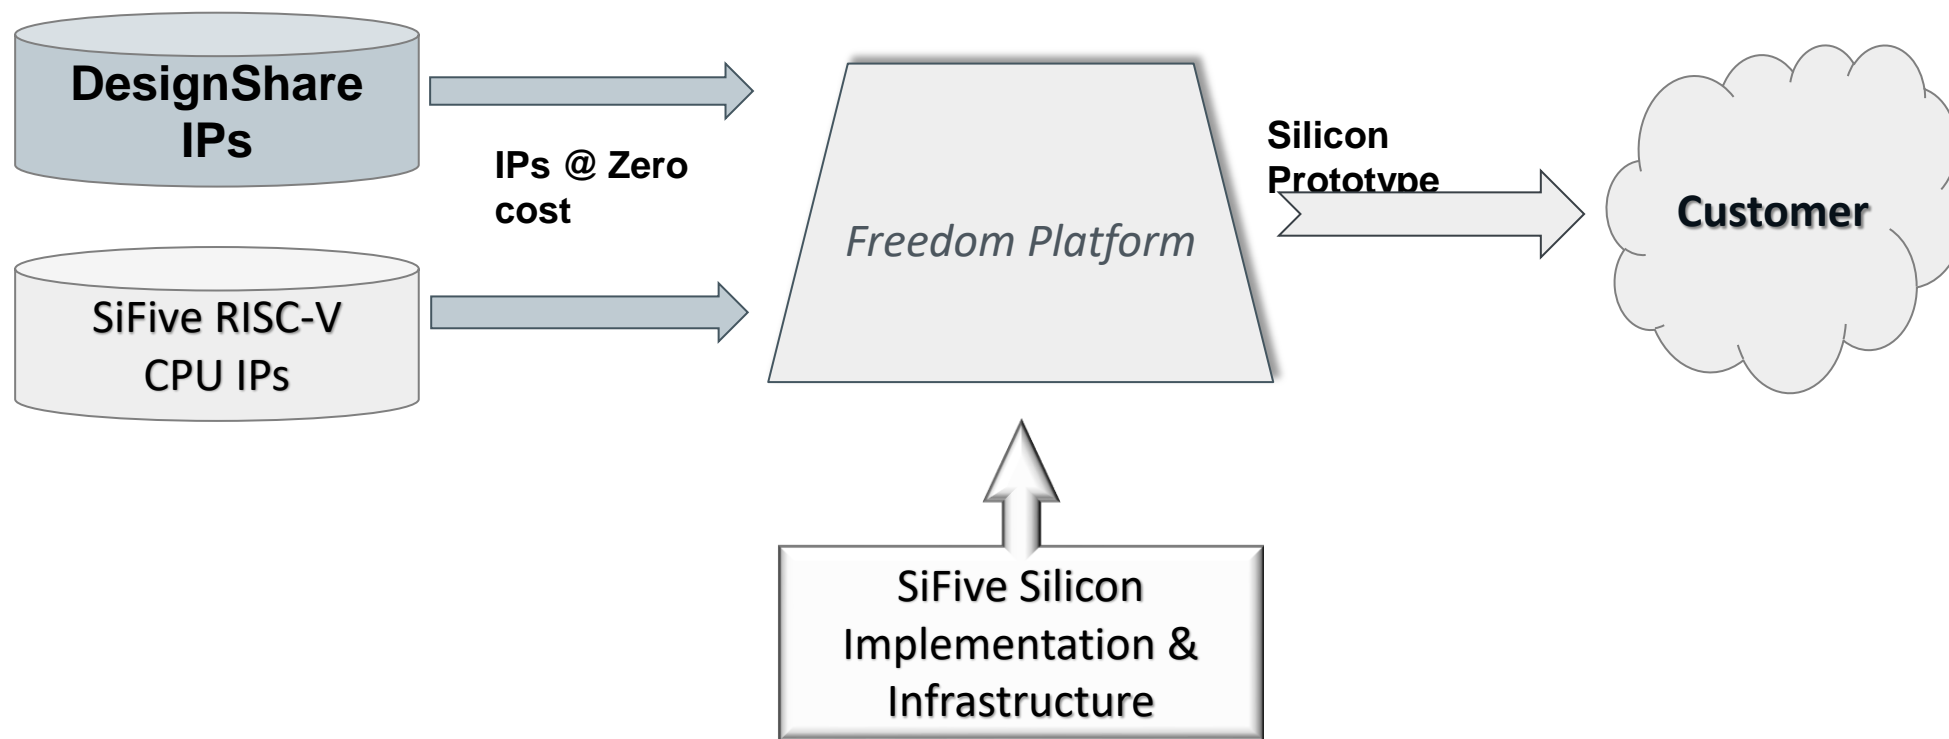 DesignShare
IPs
IPs @ Zero
cost
SiFive RISC-V
CPU IPs
Freedom Platform
Silicon
Prototype
Customer
SiFive Silicon
Implementation &
Infrastructure